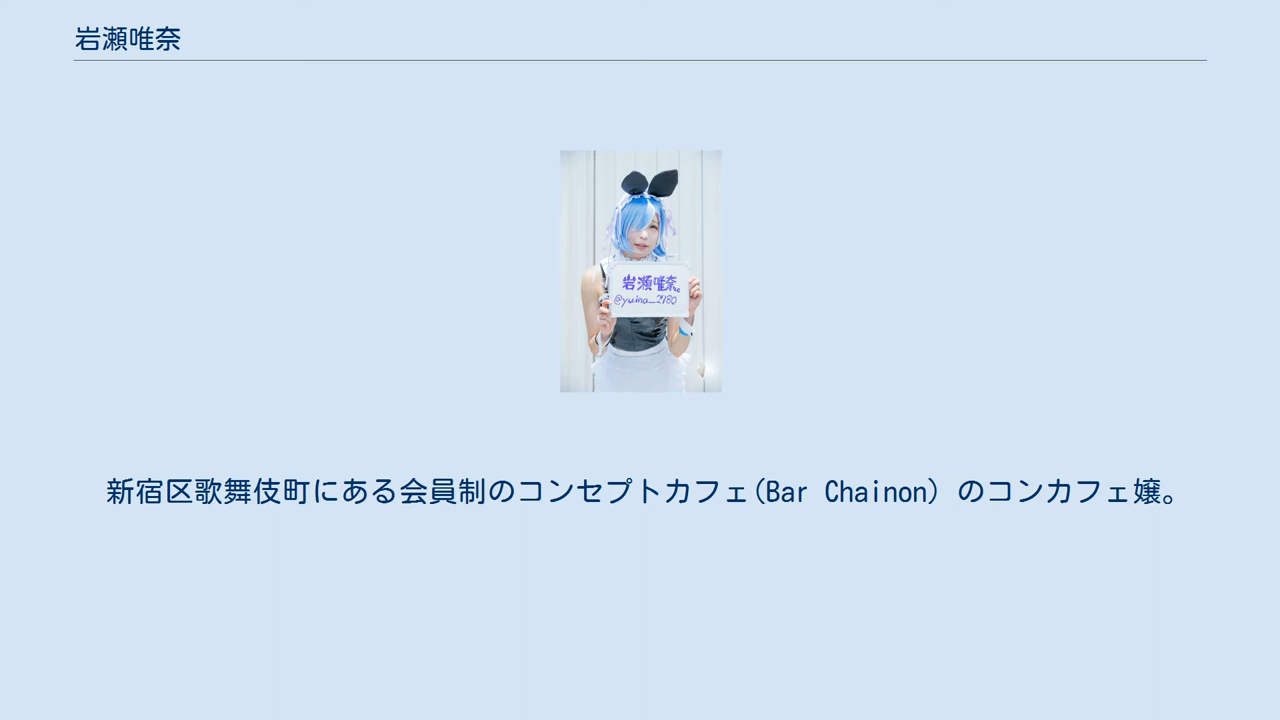 岩瀬唯奈
岩瀬唯奈。
@yuina_2980
新宿区歌舞伎町にある会員制のコンセプトカフェ(Bar Chainon) のコンカフェ嬢。